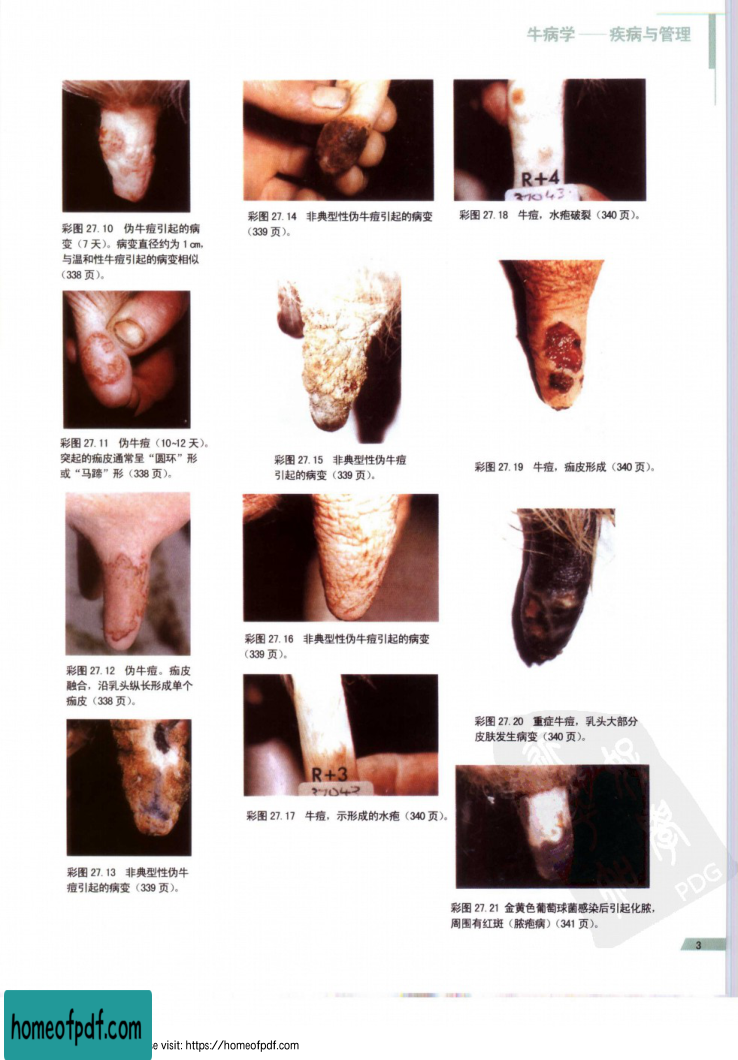 牛病学——疾病与管理
彩图 27.10 伪牛痘引起的病
变（7 天）。病变直径约为 1 cm，
与温和性牛痘引起的病变相似
（338 页）。
彩图 27.11 伪牛痘（10~12 天）。
突起的痂皮通常呈“圆环”形
或“马蹄”形（338 页）。
彩图 27.12 伪牛痘。痂皮
融合，沿乳头纵长形成单个
痂皮（338 页）。
彩图 27.13 非典型性伪牛
痘引起的病变（339 页）。
彩图 27.14 非典型性伪牛痘引起的病变
（339 页）。
彩图 27.15 非典型性伪牛痘
引起的病变（339 页）。
彩图 27.16 非典型性伪牛痘引起的病变
（339 页）。
R+3
37043
彩图 27.17 牛痘，示形成的水疱（340 页）。
R+4
37043
彩图 27.18 牛痘，水疱破裂（340 页）。
彩图 27.19 牛痘，痂皮形成（340 页）。
彩图 27.20 重症牛痘，乳头大部分
皮肤发生病变（340 页）。
彩图 27.21 金黄色葡萄球菌感染后引起化脓，
周围有红斑（脓疱病）（341 页）。
PDG
3
homeofpdf.com
e visit: https://homeofpdf.com